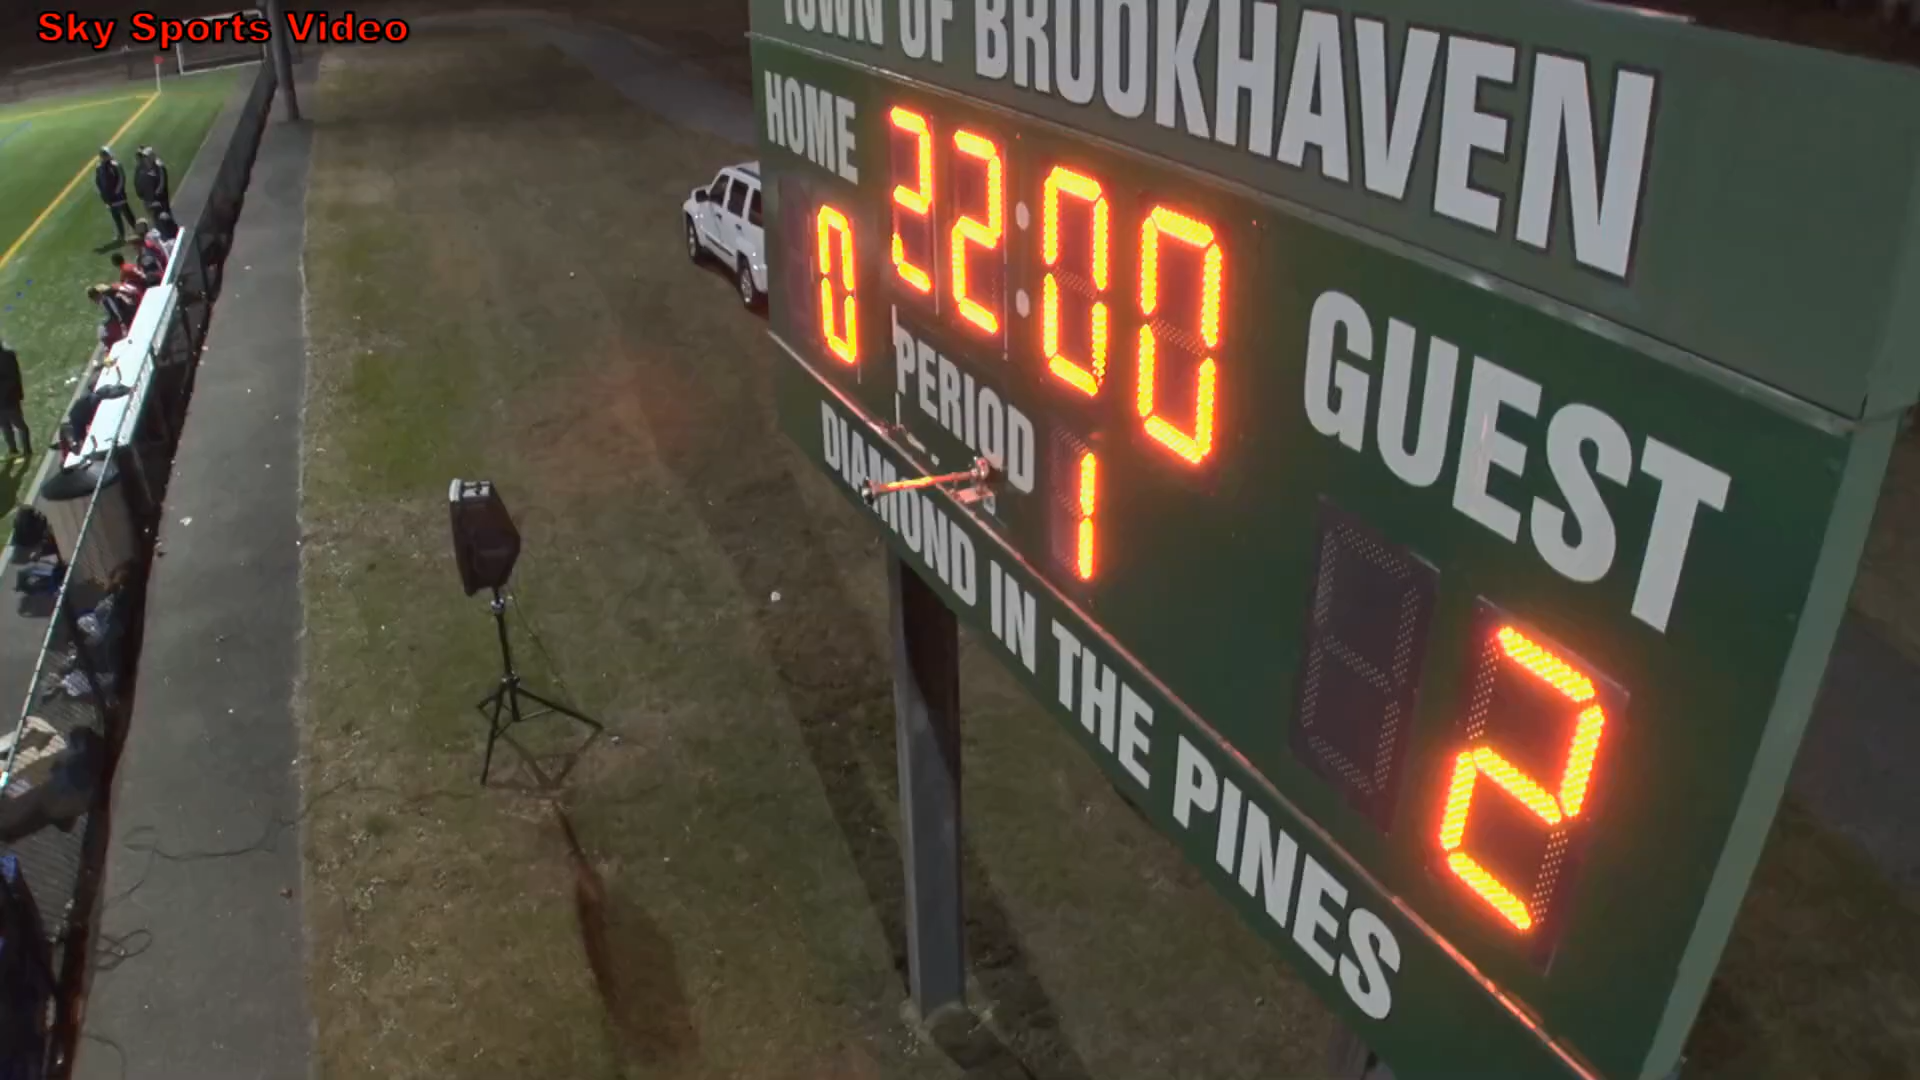 Sky Sports Video
TOWN OF BROOKHAVEN
HOME
22:00
GUEST
0
PERIOD
1
2
DIAMOND IN THE PINES